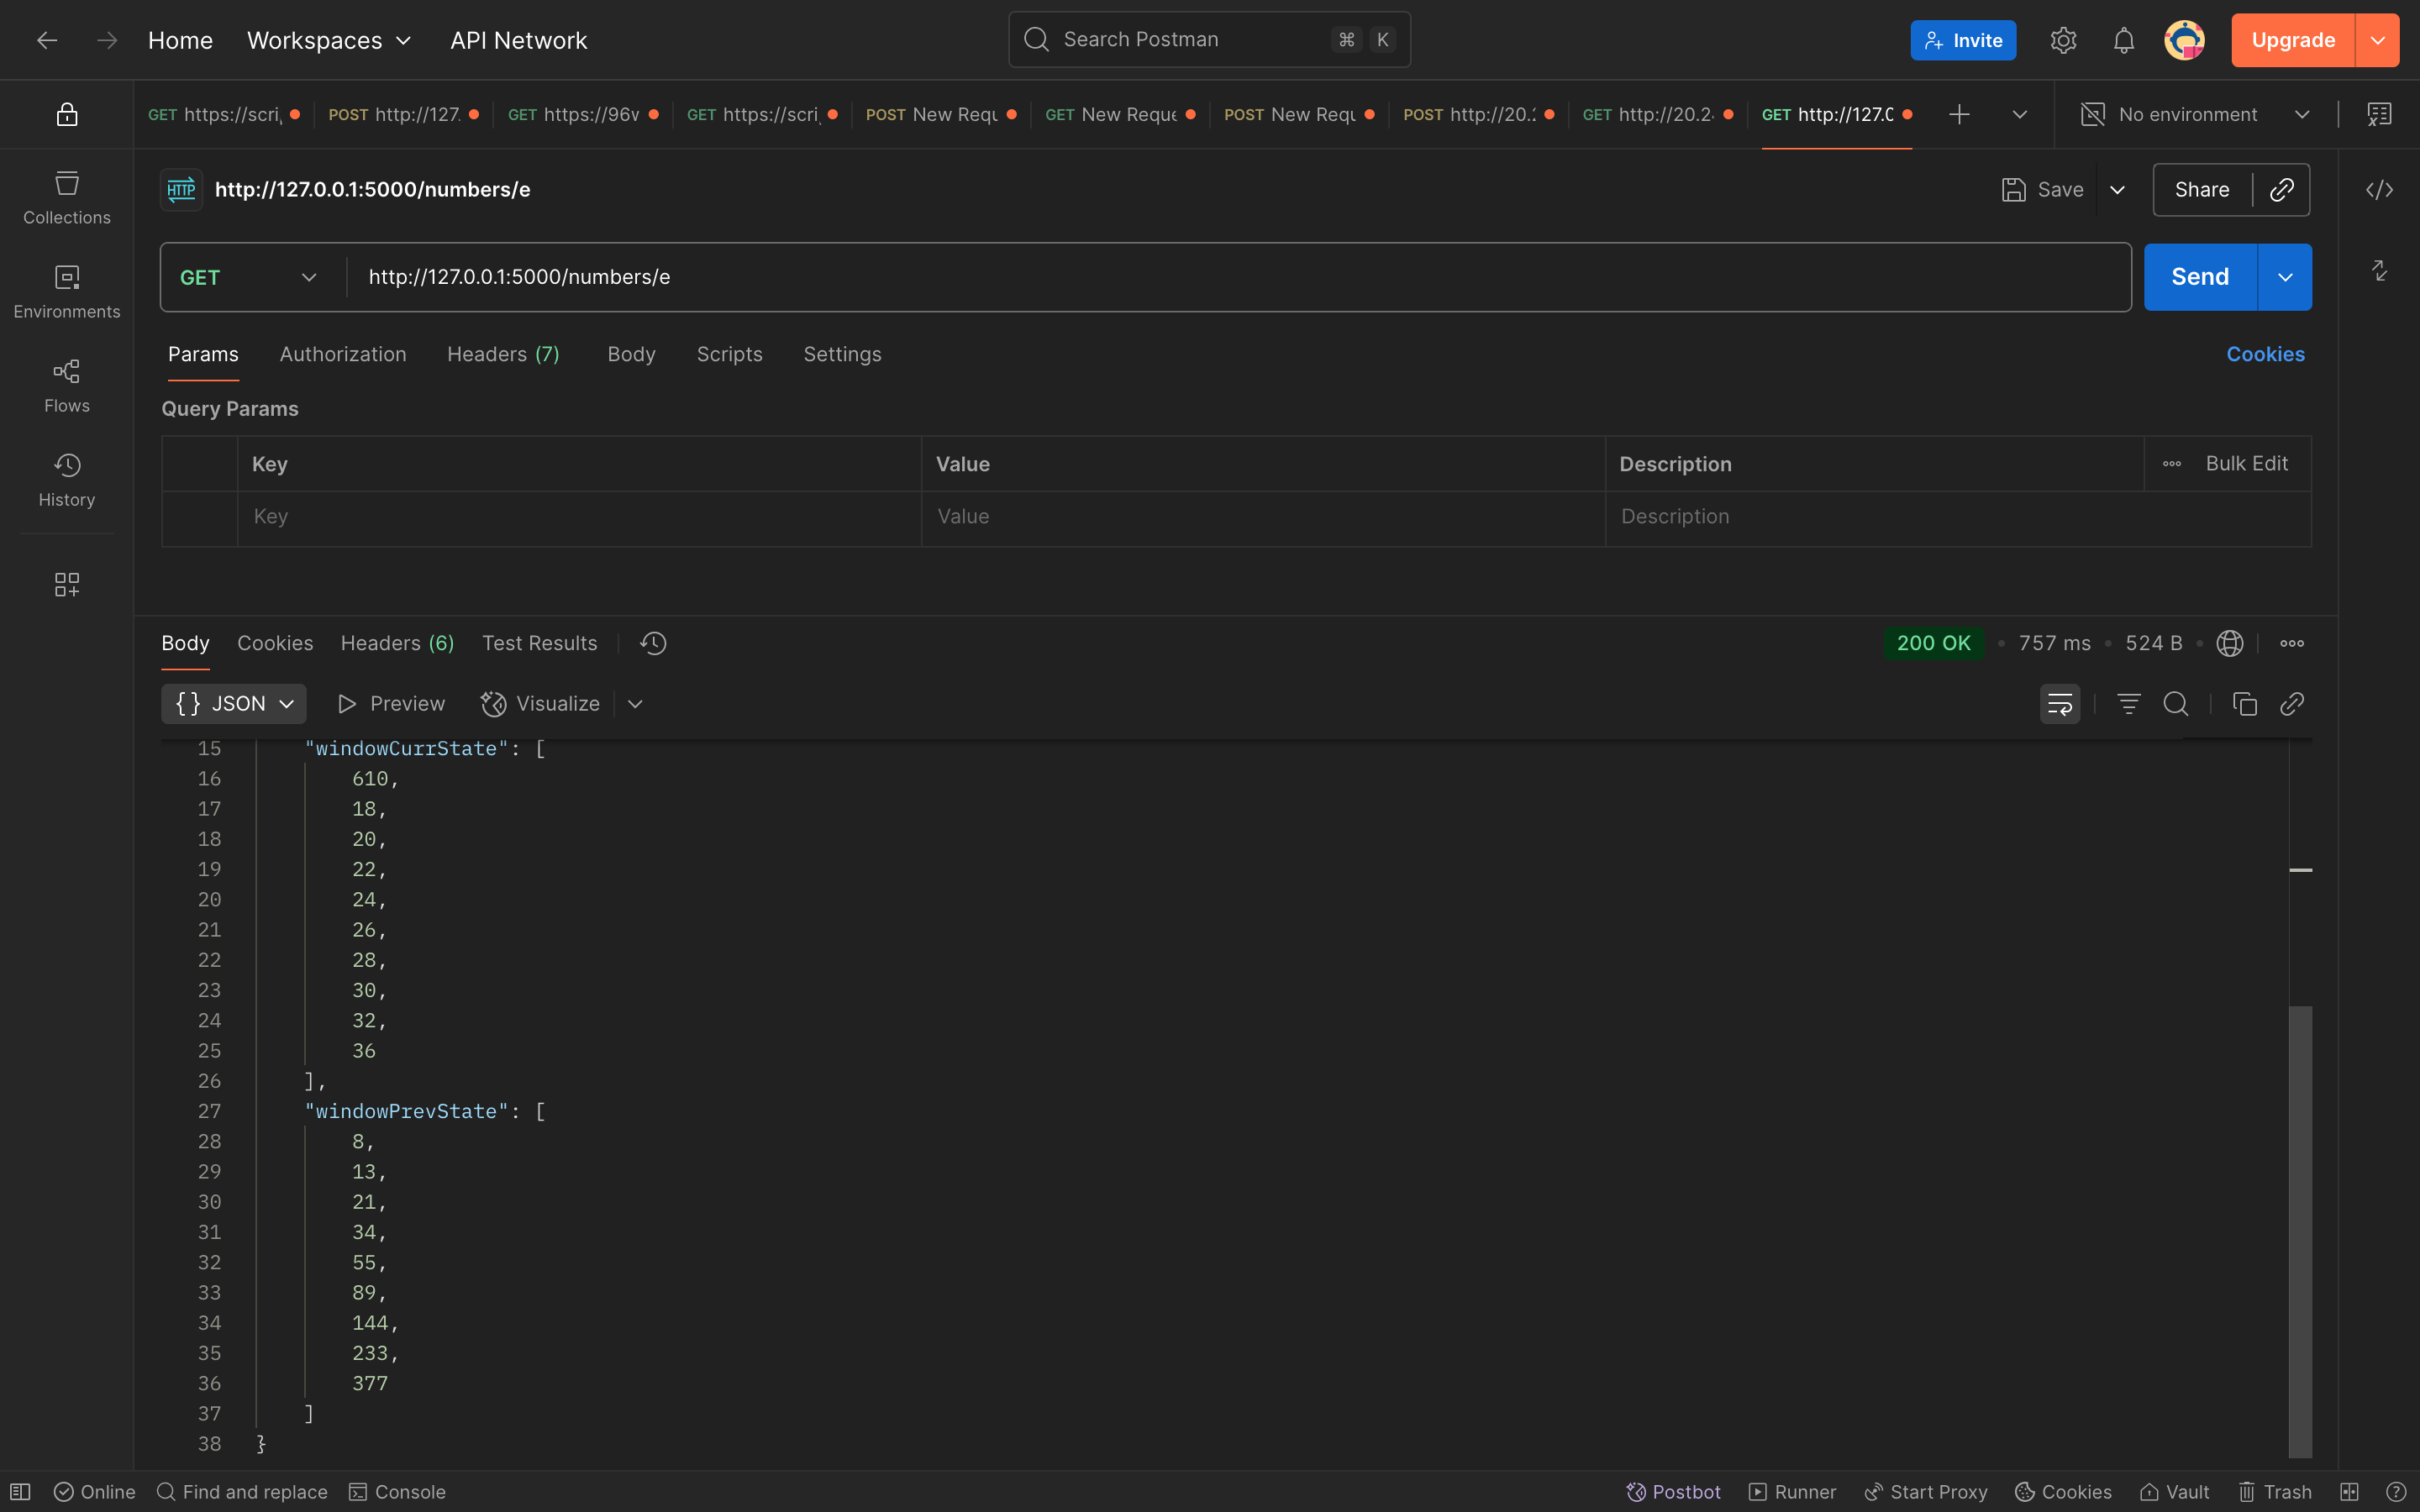 Home Workspaces API Network Search Postman ⌘ K Invite Upgrade
GET https://scri POST http://127. GET https://96v GET https://scri POST New Requ GET New Reque POST New Requ POST http://20.2 GET http://20.2 GET http://127.0 No environment
HTTP http://127.0.0.1:5000/numbers/e Save Share
Collections
Environments
Flows
History
GET http://127.0.0.1:5000/numbers/e Send
Params Authorization Headers (7) Body Scripts Settings Cookies
Query Params
Key Value Description Bulk Edit
Key Value Description
Body Cookies Headers (6) Test Results 200 OK 757 ms 524 B
{} JSON Preview Visualize
15 "windowCurrState": [
16 610,
17 18,
18 20,
19 22,
20 24,
21 26,
22 28,
23 30,
24 32,
25 36
26 ],
27 "windowPrevState": [
28 8,
29 13,
30 21,
31 34,
32 55,
33 89,
34 144,
35 233,
36 377
37 ]
38 }
Online Find and replace Console Postbot Runner Start Proxy Cookies Vault Trash